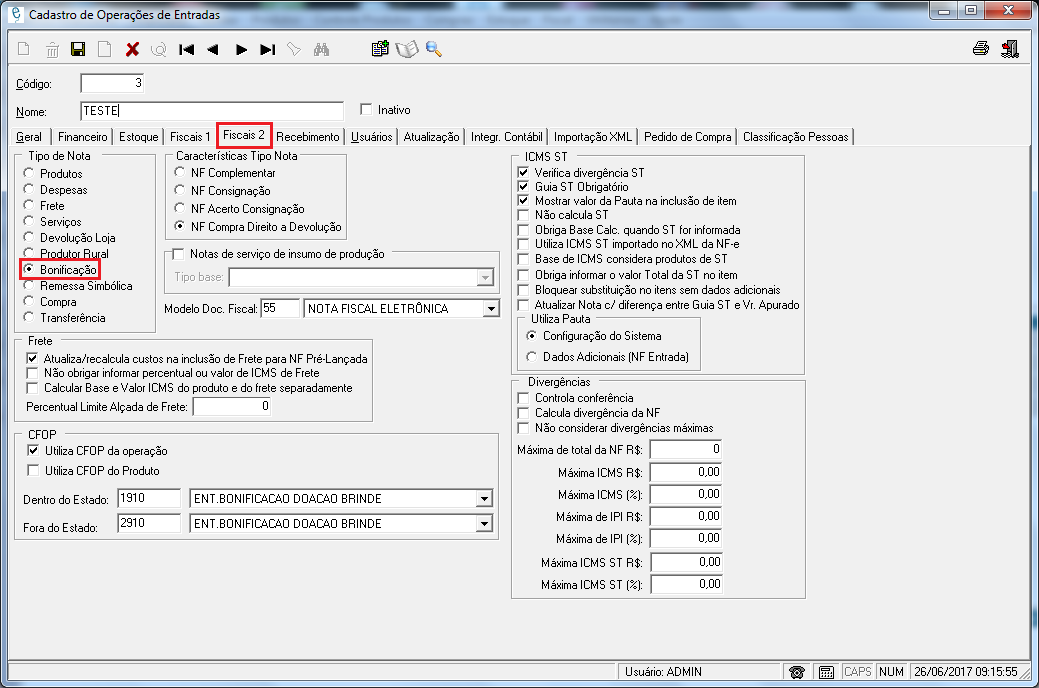 Cadastro de Operações de Entradas
Código: 3
Nome: TESTE Inativo
Geral Financeiro Estoque Fiscais 1 Fiscais 2 Recebimento Usuários Atualização Integr. Contábil Importação XML Pedido de Compra Classificação Pessoas
Tipo de Nota
Produtos
Despesas
Frete
Serviços
Devolução Loja
Produtor Rural
Bonificação
Remessa Simbólica
Compra
Transferência
Características Tipo Nota
NF Complementar
NF Consignação
NF Acerto Consignação
NF Compra Direito a Devolução
Notas de serviço de insumo de produção
Tipo base:
Modelo Doc. Fiscal: 55 NOTA FISCAL ELETRÔNICA
Frete
Atualiza/recalcula custos na inclusão de Frete para NF Pré-Lançada
Não obrigar informar percentual ou valor de ICMS de Frete
Calcular Base e Valor ICMS do produto e do frete separadamente
Percentual Limite Alçada de Frete: 0
CFOP
Utiliza CFOP da operação
Utiliza CFOP do Produto
Dentro do Estado: 1910 ENT.BONIFICACAO DOACAO BRINDE
Fora do Estado: 2910 ENT.BONIFICACAO DOACAO BRINDE
ICMS ST
Verifica divergência ST
Guia ST Obrigatório
Mostrar valor da Pauta na inclusão de item
Não calcula ST
Obriga Base Calc. quando ST for informada
Utiliza ICMS ST importado no XML da NF-e
Base de ICMS considera produtos de ST
Obriga informar o valor Total da ST no item
Bloquear substituição no itens sem dados adicionais
Atualizar Nota c/ diferença entre Guia ST e Vr. Apurado
Utiliza Pauta
Configuração do Sistema
Dados Adicionais (NF Entrada)
Divergências
Controla conferência
Calcula divergência da NF
Não considerar divergências máximas
Máxima de total da NF R$: 0
Máxima ICMS R$: 0,00
Máxima ICMS (%): 0,00
Máxima de IPI R$: 0,00
Máxima de IPI (%): 0,00
Máxima ICMS ST R$: 0,00
Máxima ICMS ST (%): 0,00
Usuário: ADMIN CAPS NUM 26/06/2017 09:15:55